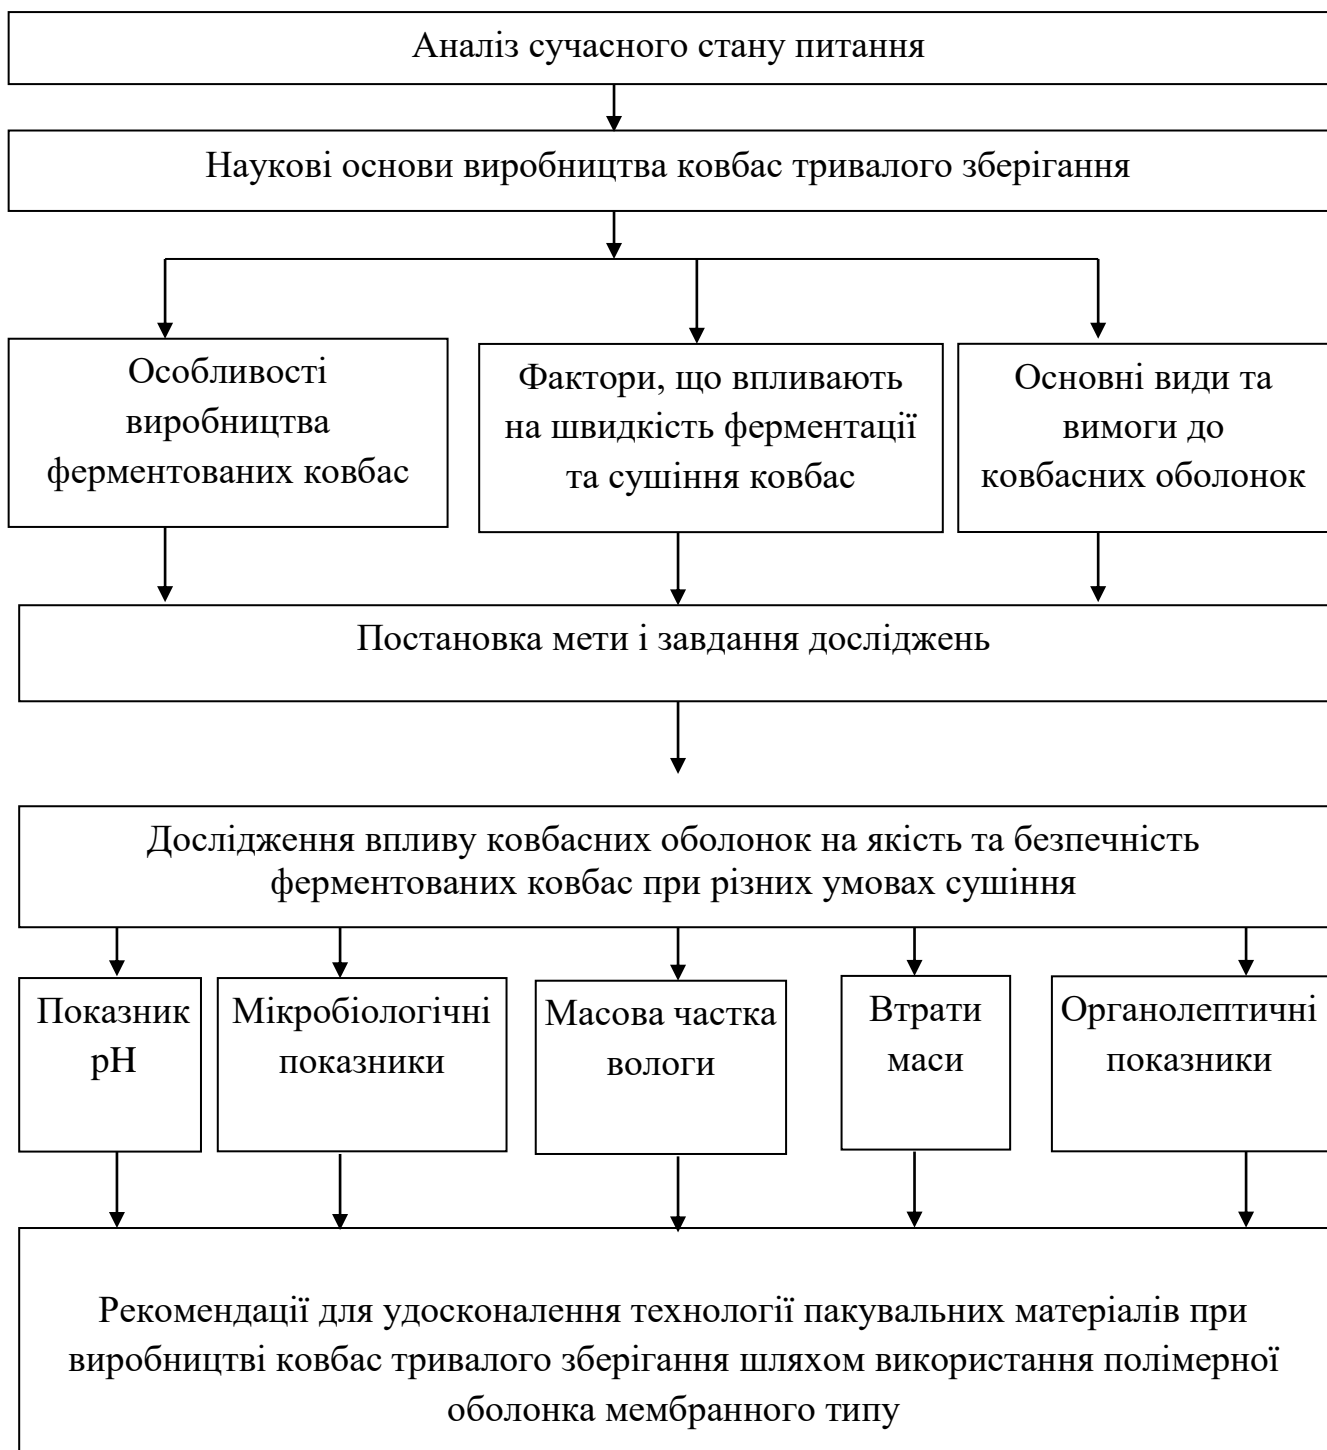 Аналіз сучасного стану питання
Наукові основи виробництва ковбас тривалого зберігання
Особливості
виробництва
ферментованих ковбас
Фактори, що впливають
на швидкість ферментації
та сушіння ковбас
Основні види та
вимоги до
ковбасних оболонок
Постановка мети і завдання досліджень
Дослідження впливу ковбасних оболонок на якість та безпечність
ферментованих ковбас при різних умовах сушіння
Показник
рН
Мікробіологічні
показники
Масова частка
вологи
Втрати
маси
Органолептичні
показники
Рекомендації для удосконалення технології пакувальних матеріалів при
виробництві ковбас тривалого зберігання шляхом використання полімерної
оболонка мембранного типу